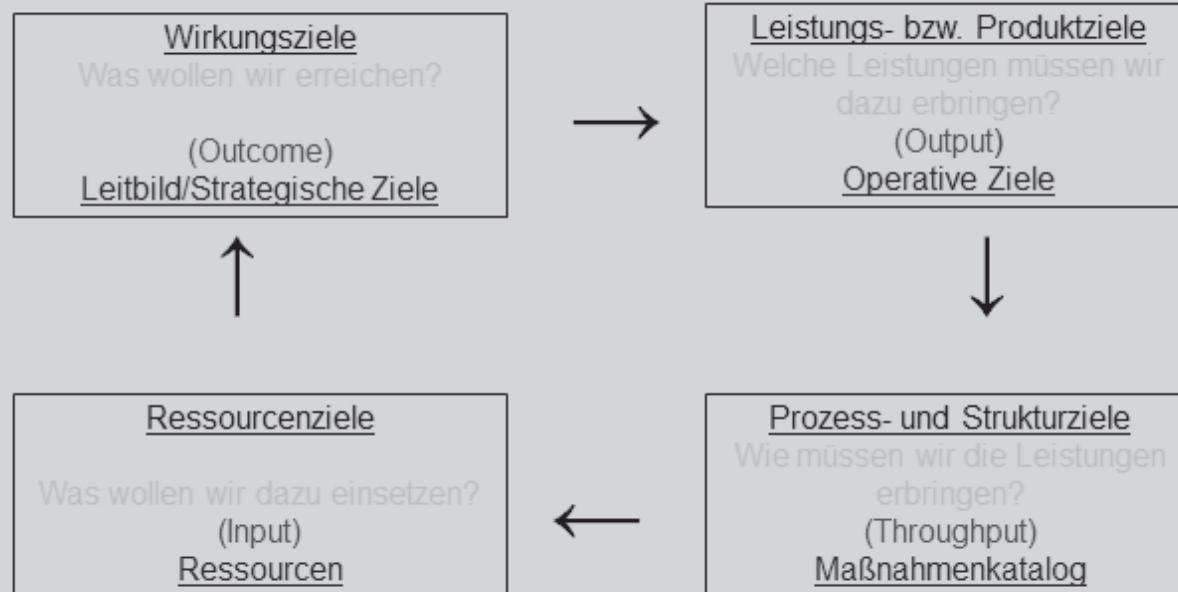 Wirkungsziele
Was wollen wir erreichen?
(Outcome)
Leitbild/Strategische Ziele
Leistungs- bzw. Produktziele
Welche Leistungen müssen wir
dazu erbringen?
(Output)
Operative Ziele
Ressourcenziele
Was wollen wir dazu einsetzen?
(Input)
Ressourcen
Prozess- und Strukturziele
Wie müssen wir die Leistungen
erbringen?
(Throughput)
Maßnahmenkatalog